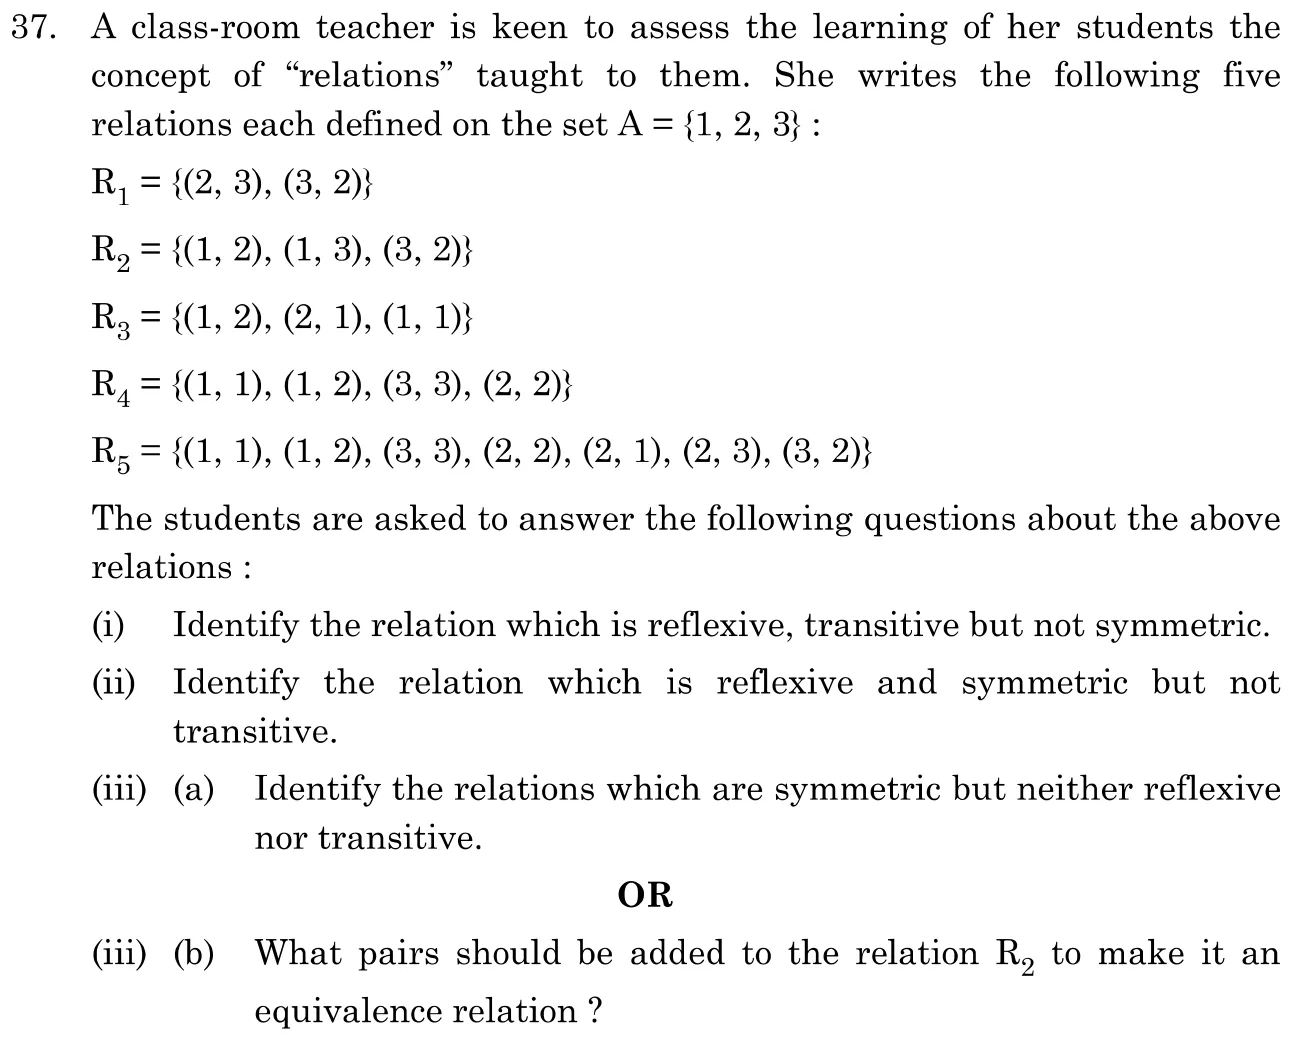 37. A class-room teacher is keen to assess the learning of her students the
concept of “relations” taught to them. She writes the following five
relations each defined on the set A = {1, 2, 3} :
R₁ = {(2, 3), (3, 2)}
R₂ = {(1, 2), (1, 3), (3, 2)}
R₃ = {(1, 2), (2, 1), (1, 1)}
R₄ = {(1, 1), (1, 2), (3, 3), (2, 2)}
R₅ = {(1, 1), (1, 2), (3, 3), (2, 2), (2, 1), (2, 3), (3, 2)}
The students are asked to answer the following questions about the above
relations :
(i) Identify the relation which is reflexive, transitive but not symmetric.
(ii) Identify the relation which is reflexive and symmetric but not
transitive.
(iii) (a) Identify the relations which are symmetric but neither reflexive
nor transitive.
OR
(iii) (b) What pairs should be added to the relation R₂ to make it an
equivalence relation ?